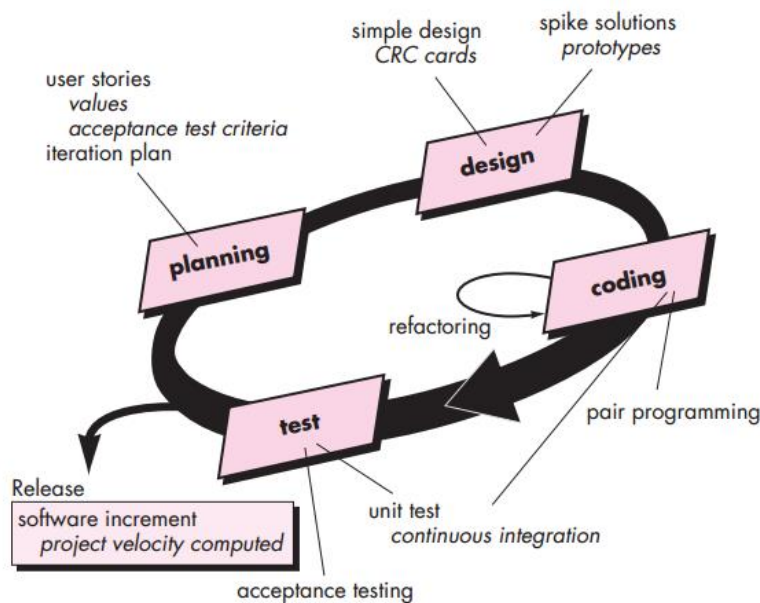 simple design
CRC cards
spike solutions
prototypes
user stories
values
acceptance test criteria
iteration plan
design
planning
coding
refactoring
pair programming
test
Release
software increment
project velocity computed
unit test
continuous integration
acceptance testing